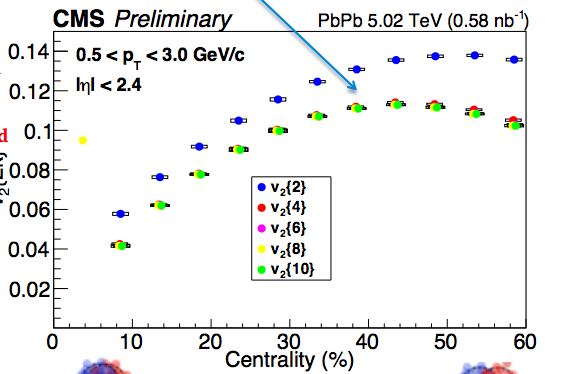 CMS Preliminary
PbPb 5.02 TeV (0.58 nb⁻¹)
0.5 < p_T < 3.0 GeV/c
|η| < 2.4
0.14
0.12
0.1
0.08
0.06
0.04
0.02
v₂{2}
v₂{4}
v₂{6}
v₂{8}
v₂{10}
0
10
20
30
40
50
60
Centrality (%)